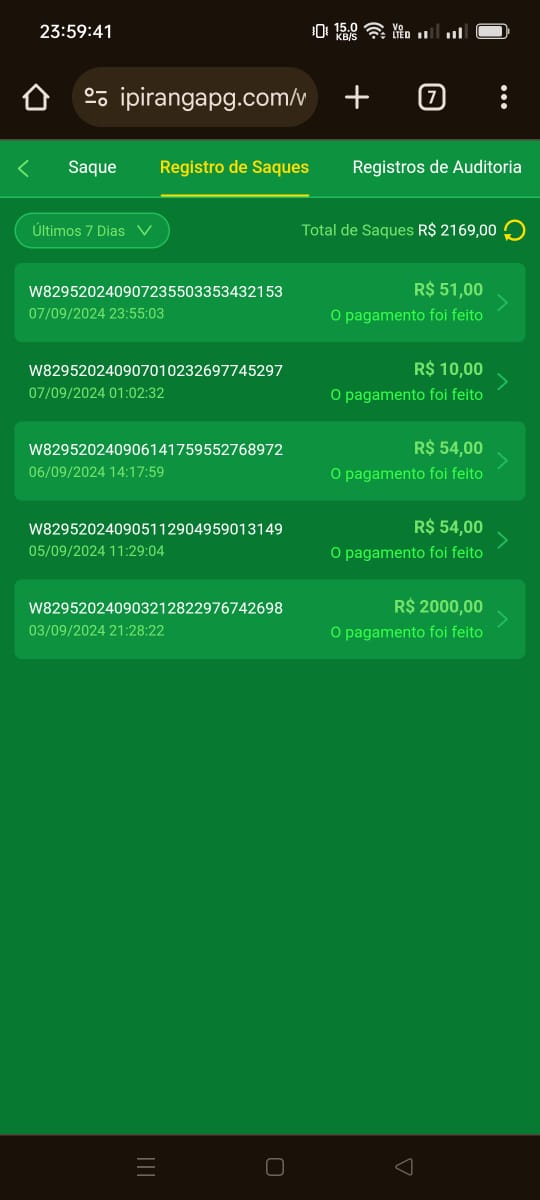 23:59:41
15.0
KB/S
Vo
LTE
ipirangapg.com/w
7
Saque
Registro de Saques
Registros de Auditoria
Últimos 7 Dias
Total de Saques R$ 2169,00
W829520240907235503353432153
R$ 51,00
07/09/2024 23:55:03
O pagamento foi feito
W829520240907010232697745297
R$ 10,00
07/09/2024 01:02:32
O pagamento foi feito
W829520240906141759552768972
R$ 54,00
06/09/2024 14:17:59
O pagamento foi feito
W829520240905112904959013149
R$ 54,00
05/09/2024 11:29:04
O pagamento foi feito
W829520240903212822976742698
R$ 2000,00
03/09/2024 21:28:22
O pagamento foi feito